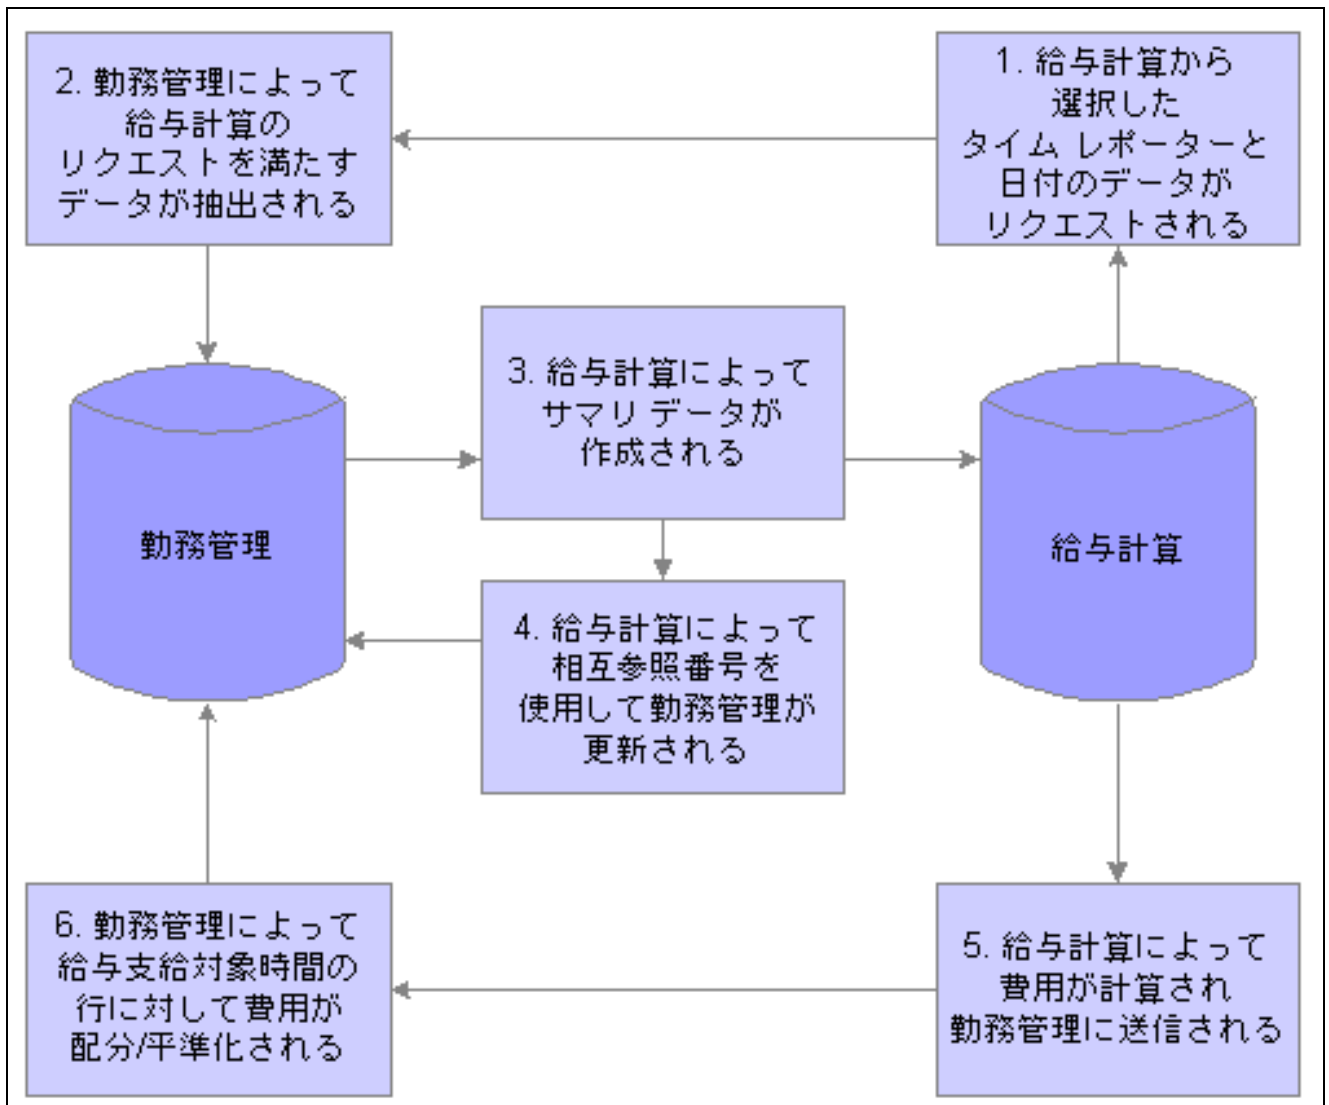 2. 勤務管理によって
給与計算の
リクエストを満たす
データが抽出される
1. 給与計算から
選択した
タイム レポーターと
日付のデータが
リクエストされる
3. 給与計算によって
サマリ データが
作成される
勤務管理
給与計算
4. 給与計算によって
相互参照番号を
使用して勤務管理が
更新される
6. 勤務管理によって
給与支給対象時間の
行に対して費用が
配分/平準化される
5. 給与計算によって
費用が計算され
勤務管理に送信される